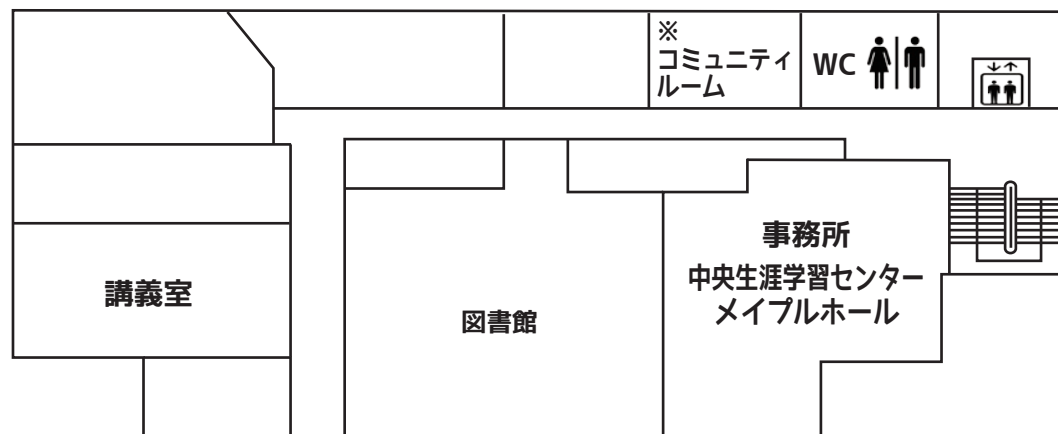 ※
コミュニティ
ルーム
WC
事務所
中央生涯学習センター
メイプルホール
講義室
図書館